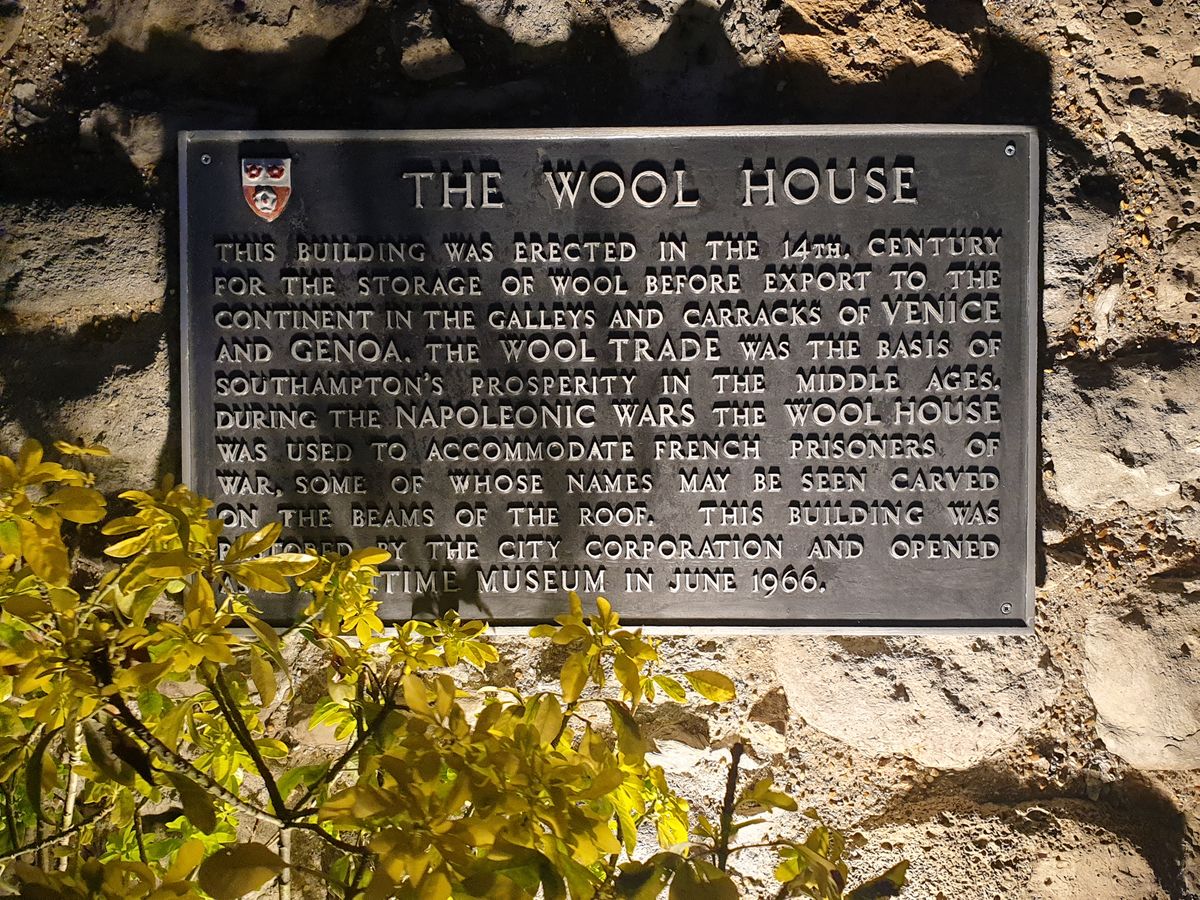 THE WOOL HOUSE
THIS BUILDING WAS ERECTED IN THE 14TH. CENTURY
FOR THE STORAGE OF WOOL BEFORE EXPORT TO THE
CONTINENT IN THE GALLEYS AND CARRACKS OF VENICE
AND GENOA. THE WOOL TRADE WAS THE BASIS OF
SOUTHAMPTON'S PROSPERITY IN THE MIDDLE AGES.
DURING THE NAPOLEONIC WARS THE WOOL HOUSE
WAS USED TO ACCOMMODATE FRENCH PRISONERS OF
WAR, SOME OF WHOSE NAMES MAY BE SEEN CARVED
ON THE BEAMS OF THE ROOF. THIS BUILDING WAS
BY THE CITY CORPORATION AND OPENED
MUSEUM IN JUNE 1966.